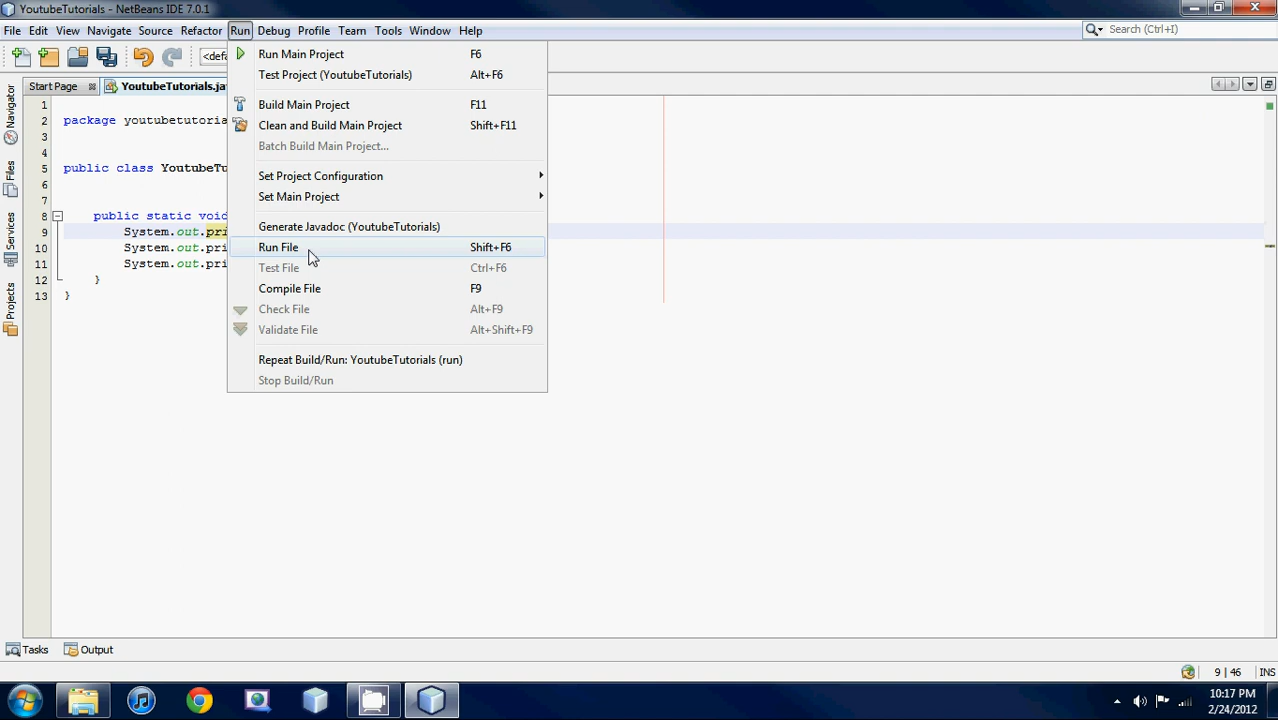 YoutubeTutorials - NetBeans IDE 7.0.1
File Edit View Navigate Source Refactor Run Debug Profile Team Tools Window Help
Search (Ctrl+I)
<def
Start Page YoutubeTutorials.ja
Run Main Project F6
Test Project (YoutubeTutorials) Alt+F6
Build Main Project F11
Clean and Build Main Project Shift+F11
Batch Build Main Project...
Set Project Configuration
Set Main Project
Generate Javadoc (YoutubeTutorials)
Run File Shift+F6
Test File Ctrl+F6
Compile File F9
Check File Alt+F9
Validate File Alt+Shift+F9
Repeat Build/Run: YoutubeTutorials (run)
Stop Build/Run
Navigator
Files
Services
Projects
1
2 package youtubetutoria
3
4
5 public class YoutubeTu
6
7
8 public static void
9 System.out.pri
10 System.out.pri
11 System.out.pri
12 }
13 }
Tasks Output
9 | 46 INS
10:17 PM
2/24/2012